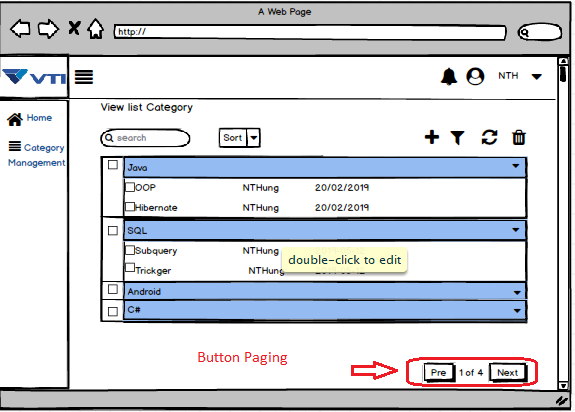 A Web Page
http://
VTI
NTH
Home
Category
Management
View list Category
search
Sort
Java
OOP NTHung 20/02/2019
Hibernate NTHung 20/02/2019
SQL
Subquery NTHung
double-click to edit
Trickger NTHung
Android
C#
Button Paging
Pre 1 of 4 Next